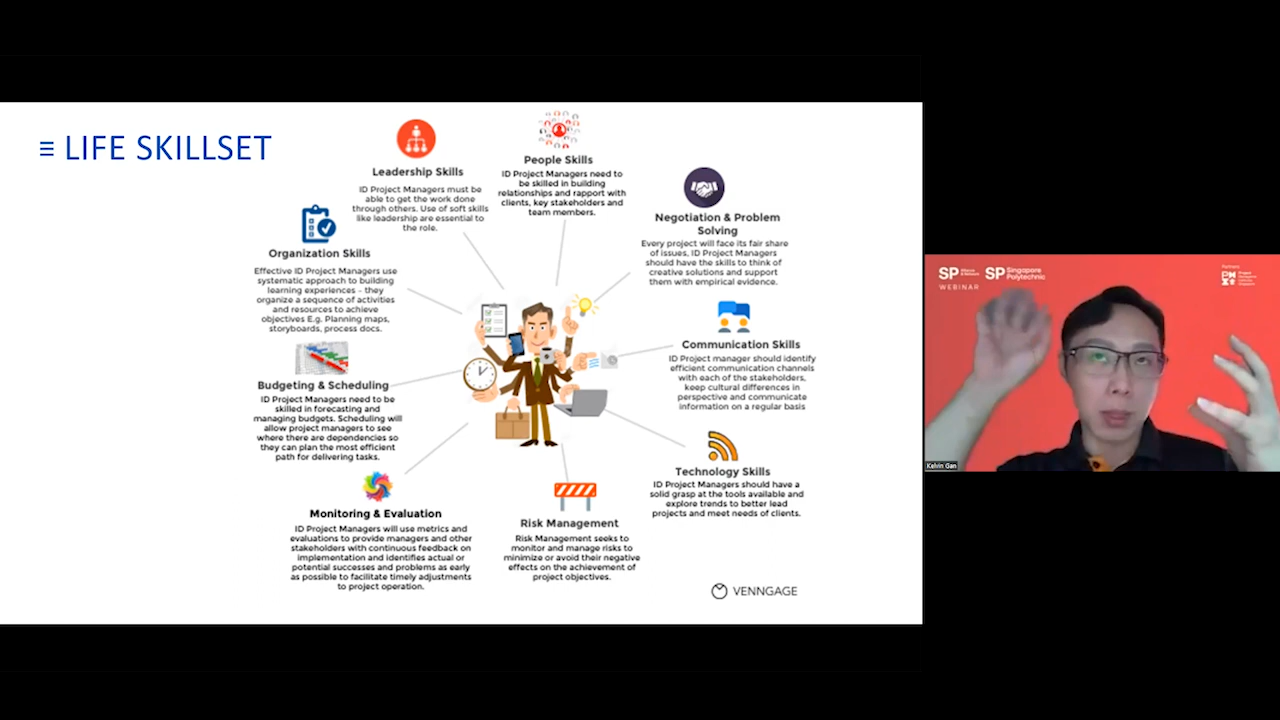 ≡ LIFE SKILLSET
Leadership Skills
ID Project Managers must be
able to get the work done
through others. Use of soft skills
like leadership are essential to
the role.
People Skills
ID Project Managers need to
be skilled in building
relationships and rapport with
clients, key stakeholders and
team members.
Negotiation & Problem
Solving
Every project will face its fair share
of issues, ID Project Managers
should have the skills to think of
creative solutions and support
them with empirical evidence.
Organization Skills
Effective ID Project Managers use
systematic approach to building
learning experiences - they
organize a sequence of activities
and resources to achieve
objectives E.g. Planning maps,
storyboards, process docs.
Communication Skills
ID Project manager should identify
efficient communication channels
with each of the stakeholders,
keep cultural differences in
perspective and communicate
information on a regular basis
Budgeting & Scheduling
ID Project Managers need to be
skilled in forecasting and
managing budgets. Scheduling will
allow project managers to see
where there are dependencies so
they can plan the most efficient
path for delivering tasks.
Technology Skills
ID Project Managers should have a
solid grasp at the tools available and
explore trends to better lead
projects and meet needs of clients.
Monitoring & Evaluation
ID Project Managers will use metrics and
evaluations to provide managers and other
stakeholders with continuous feedback on
implementation and identifies actual or
potential successes and problems as early
as possible to facilitate timely adjustments
to project operation.
Risk Management
Risk Management seeks to
monitor and manage risks to
minimize or avoid their negative
effects on the achievement of
project objectives.
VENNGAGE
SP
SP Singapore
Polytechnic
WEBINAR
Kelvin Gan